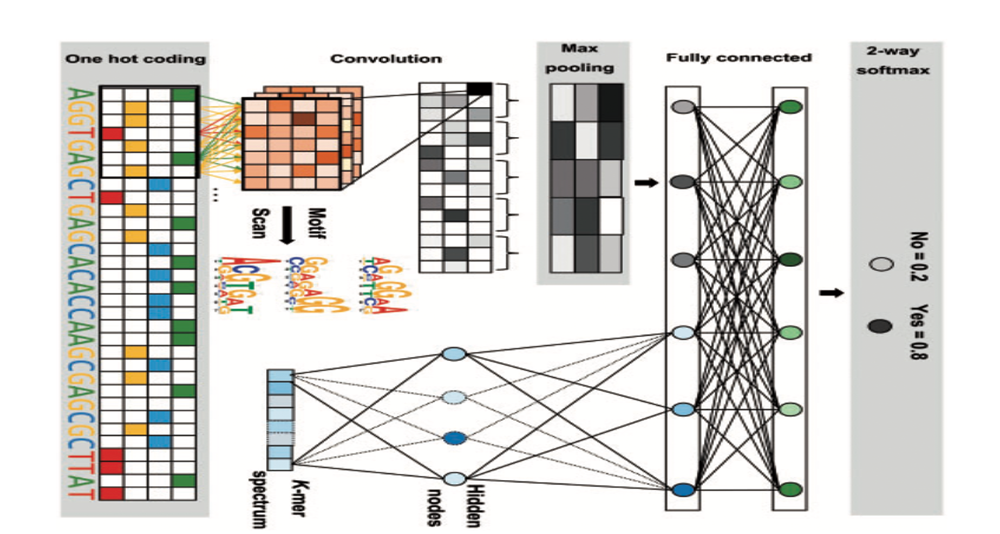 One hot coding
Convolution
Max
pooling
Fully connected
2-way
softmax
AGGTGAGCTGAGCACACCAAGCGAGCGCTTAT
...
Motif
Scan
K-mer
spectrum
Hidden
nodes
No = 0.2 Yes = 0.8